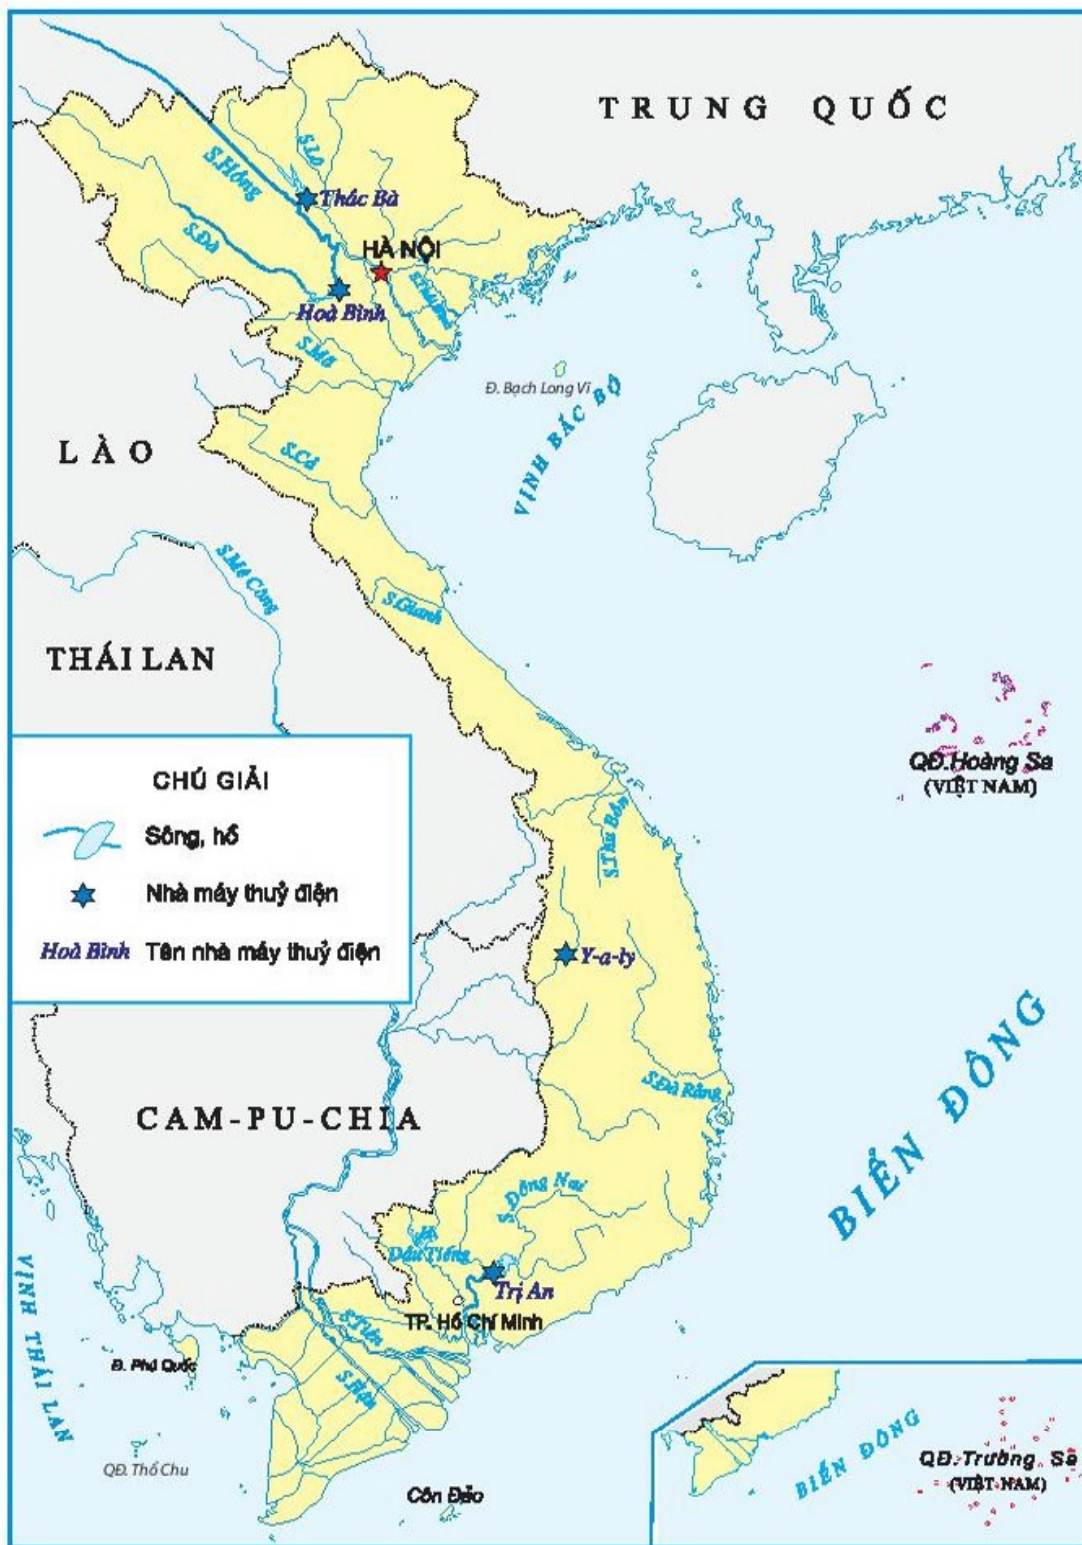 TRUNG QUỐC
S.Lô
S.Hồng
Thác Bà
S.Đà
HÀ NỘI
Hoà Bình
S.Mã
Đ. Bạch Long Vĩ
VỊNH BẮC BỘ
LÀO
S.Cả
S.Mê Công
S.Gianh
THÁI LAN
QĐ.Hoàng Sa
(VIỆT NAM)
CHÚ GIẢI
Sông, hồ
Nhà máy thuỷ điện
Hoà Bình Tên nhà máy thuỷ điện
S.Thu Bồn
Y-a-ly
S.Đà Rằng
BIỂN ĐÔNG
CAM-PU-CHIA
S.Đồng Nai
H.
Dầu Tiếng
Trị An
TP. Hồ Chí Minh
S.Tiền
S.Hậu
VỊNH THÁI LAN
Đ. Phú Quốc
QĐ. Thổ Chu
Côn Đảo
BIỂN ĐÔNG
QĐ.Trường Sa
(VIỆT NAM)